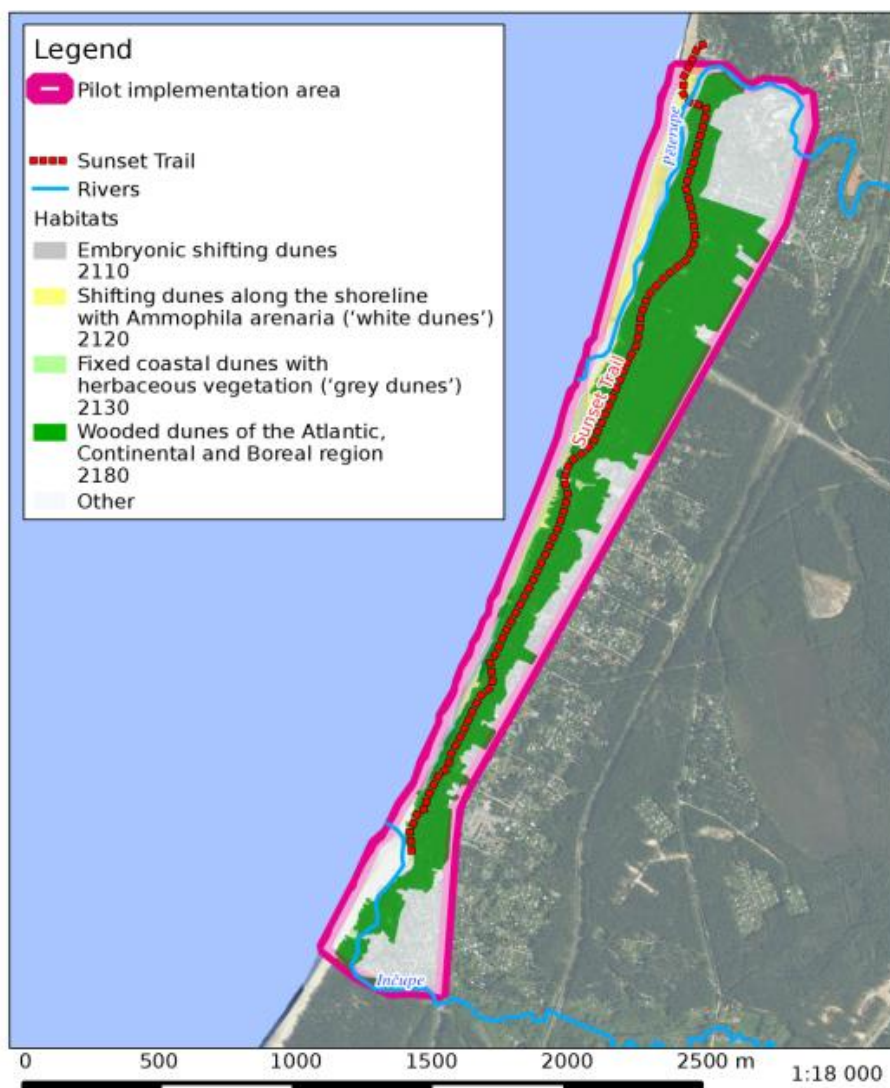 Legend
Pilot implementation area
Sunset Trail
Rivers
Habitats
Embryonic shifting dunes
2110
Shifting dunes along the shoreline
with Ammophila arenaria (‘white dunes’)
2120
Fixed coastal dunes with
herbaceous vegetation (‘grey dunes’)
2130
Wooded dunes of the Atlantic,
Continental and Boreal region
2180
Other
Pēterupe
Sunset Trail
Inčupe
0 500 1000 1500 2000 2500 m
1:18 000